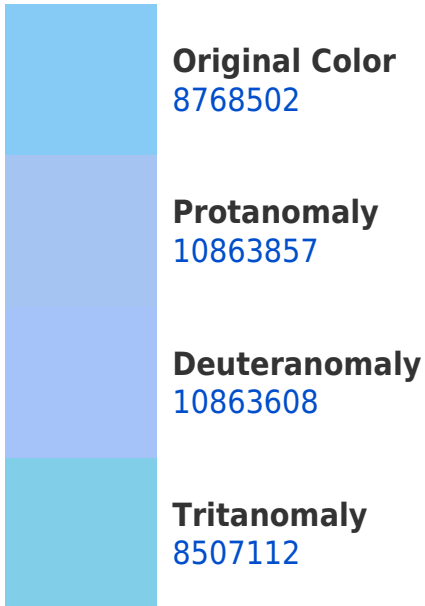 Original Color
8768502
Protanomaly
10863857
Deuteranomaly
10863608
Tritanomaly
8507112